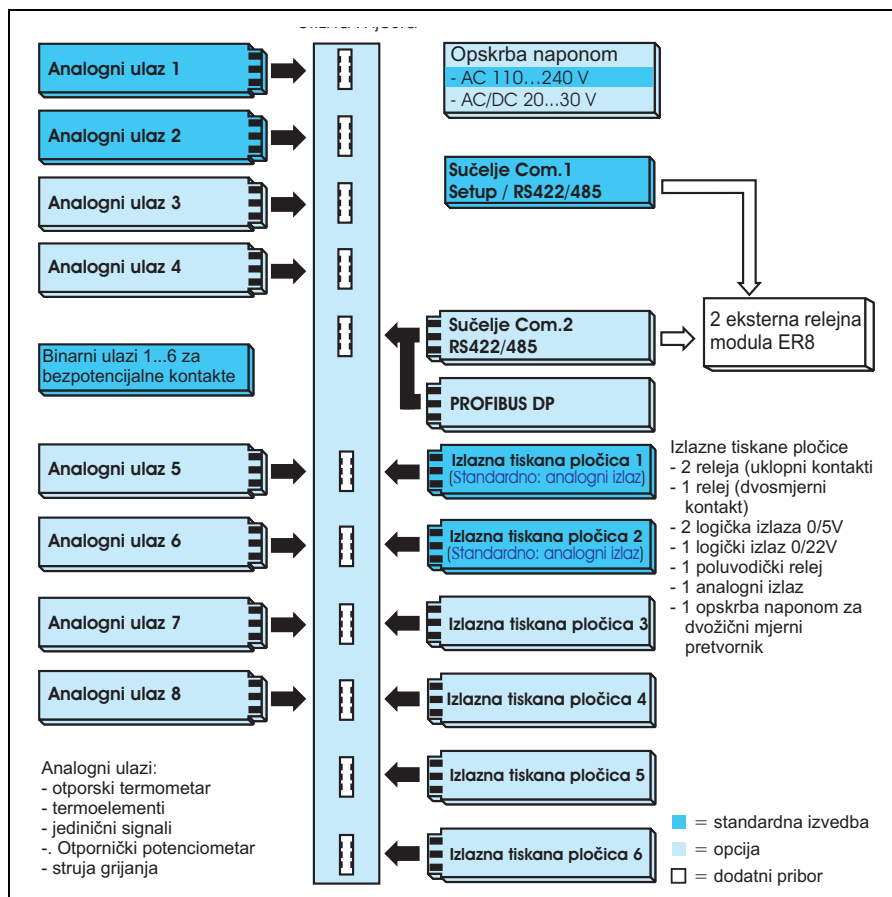 Analogni ulaz 1
Analogni ulaz 2
Analogni ulaz 3
Analogni ulaz 4
Binarni ulazi 1...6 za
bezpotencijalne kontakte
Analogni ulaz 5
Analogni ulaz 6
Analogni ulaz 7
Analogni ulaz 8
Analogni ulazi:
- otporski termometar
- termoelementi
- jedinični signali
-. Otpornički potenciometar
- struja grijanja
Opskrba naponom
- AC 110...240 V
- AC/DC 20...30 V
Sučelje Com.1
Setup / RS422/485
Sučelje Com.2
RS422/485
PROFIBUS DP
2 eksterna relejna
modula ER8
Izlazna tiskana pločica 1
(Standardno: analogni izlaz)
Izlazna tiskana pločica 2
(Standardno: analogni izlaz)
Izlazna tiskana pločica 3
Izlazna tiskana pločica 4
Izlazna tiskana pločica 5
Izlazna tiskana pločica 6
Izlazne tiskane pločice
- 2 releja (uklopni kontakti
- 1 relej (dvosmjerni
kontakt)
- 2 logička izlaza 0/5V
- 1 logički izlaz 0/22V
- 1 poluvodički relej
- 1 analogni izlaz
- 1 opskrba naponom za
dvožični mjerni
pretvornik
= standardna izvedba
= opcija
= dodatni pribor